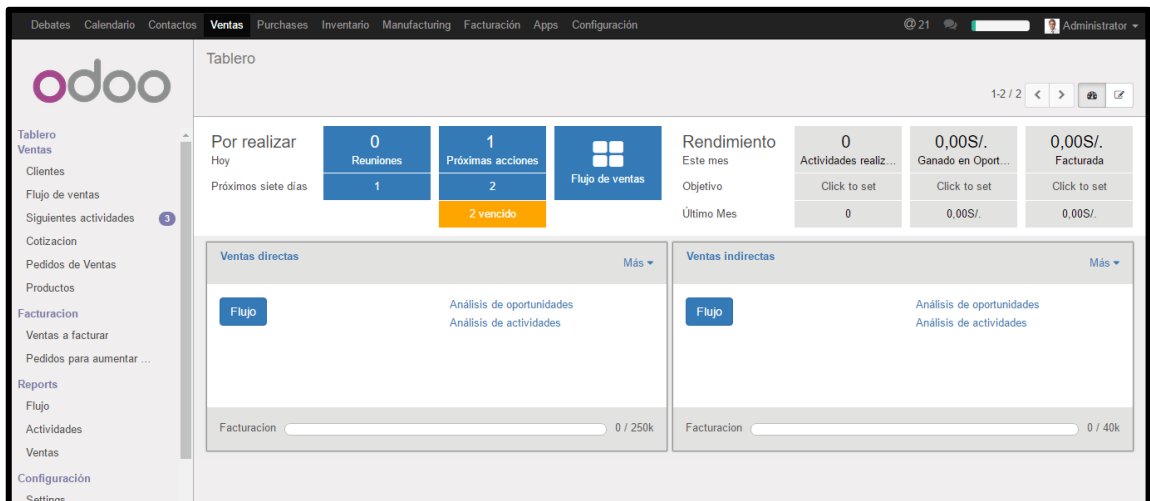 Debates Calendario Contactos Ventas Purchases Inventario Manufacturing Facturación Apps Configuración @ 21 Administrator
odoo
Tablero
1-2 / 2
Tablero
Ventas
Clientes
Flujo de ventas
Siguientes actividades 3
Cotizacion
Pedidos de Ventas
Productos
Facturacion
Ventas a facturar
Pedidos para aumentar ...
Reports
Flujo
Actividades
Ventas
Configuración
Settings
Por realizar
Hoy
Próximos siete días
0
Reuniones
1
1
Próximas acciones
2
2 vencido
Flujo de ventas
Rendimiento
Este mes
Objetivo
Último Mes
0
Actividades realiz...
Click to set
0
0,00S/.
Ganado en Oport...
Click to set
0,00S/.
0,00S/.
Facturada
Click to set
0,00S/.
Ventas directas Más
Flujo
Análisis de oportunidades
Análisis de actividades
Facturacion 0 / 250k
Ventas indirectas Más
Flujo
Análisis de oportunidades
Análisis de actividades
Facturacion 0 / 40k